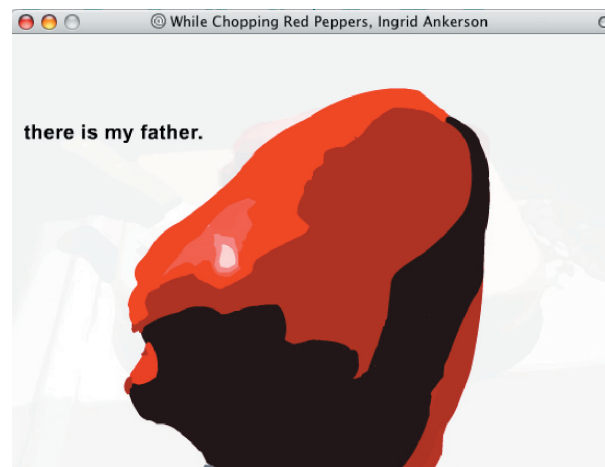 @ While Chopping Red Peppers, Ingrid Ankerson
there is my father.